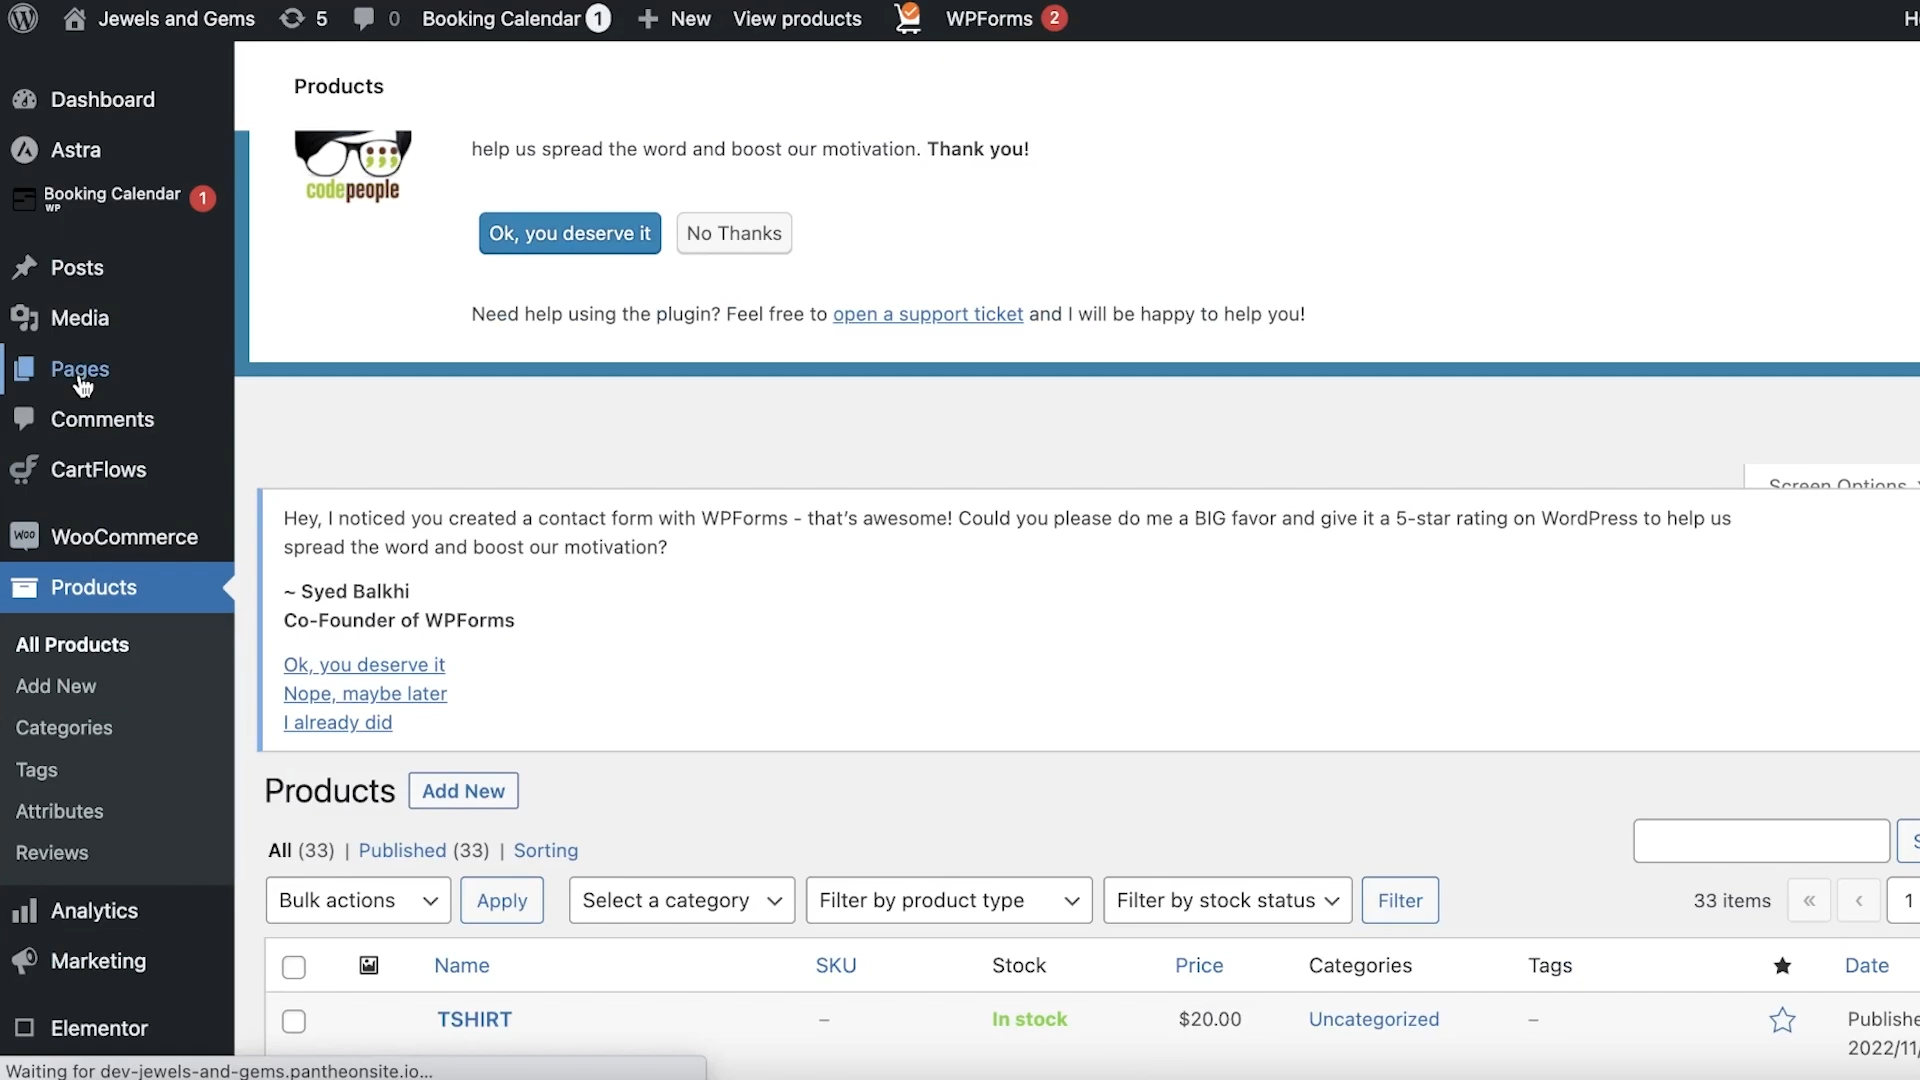 Jewels and Gems 5 0 Booking Calendar 1 New View products WPForms 2
Dashboard
Astra
Booking Calendar 1
WP
Posts
Media
Pages
Comments
CartFlows
WooCommerce
Products
All Products
Add New
Categories
Tags
Attributes
Reviews
Analytics
Marketing
Elementor
Waiting for dev-jewels-and-gems.pantheonsite.io...
Products
codepeople
help us spread the word and boost our motivation. Thank you!
Ok, you deserve it No Thanks
Need help using the plugin? Feel free to open a support ticket and I will be happy to help you!
Screen Options
Hey, I noticed you created a contact form with WPForms - that's awesome! Could you please do me a BIG favor and give it a 5-star rating on WordPress to help us
spread the word and boost our motivation?
~ Syed Balkhi
Co-Founder of WPForms
Ok, you deserve it
Nope, maybe later
I already did
Products Add New
All (33) | Published (33) | Sorting
Bulk actions Apply Select a category Filter by product type Filter by stock status Filter 33 items « ‹ 1
Name SKU Stock Price Categories Tags Date
TSHIRT – In stock $20.00 Uncategorized – Publishe
2022/11/